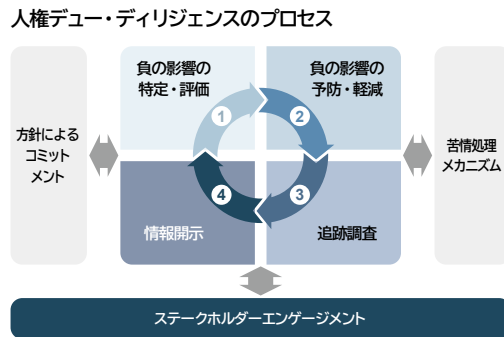 人権デュー・ディリジェンスのプロセス
負の影響の
特定・評価
負の影響の
予防・軽減
1
2
方針による
コミット
メント
苦情処理
メカニズム
4
3
情報開示
追跡調査
ステークホルダーエンゲージメント